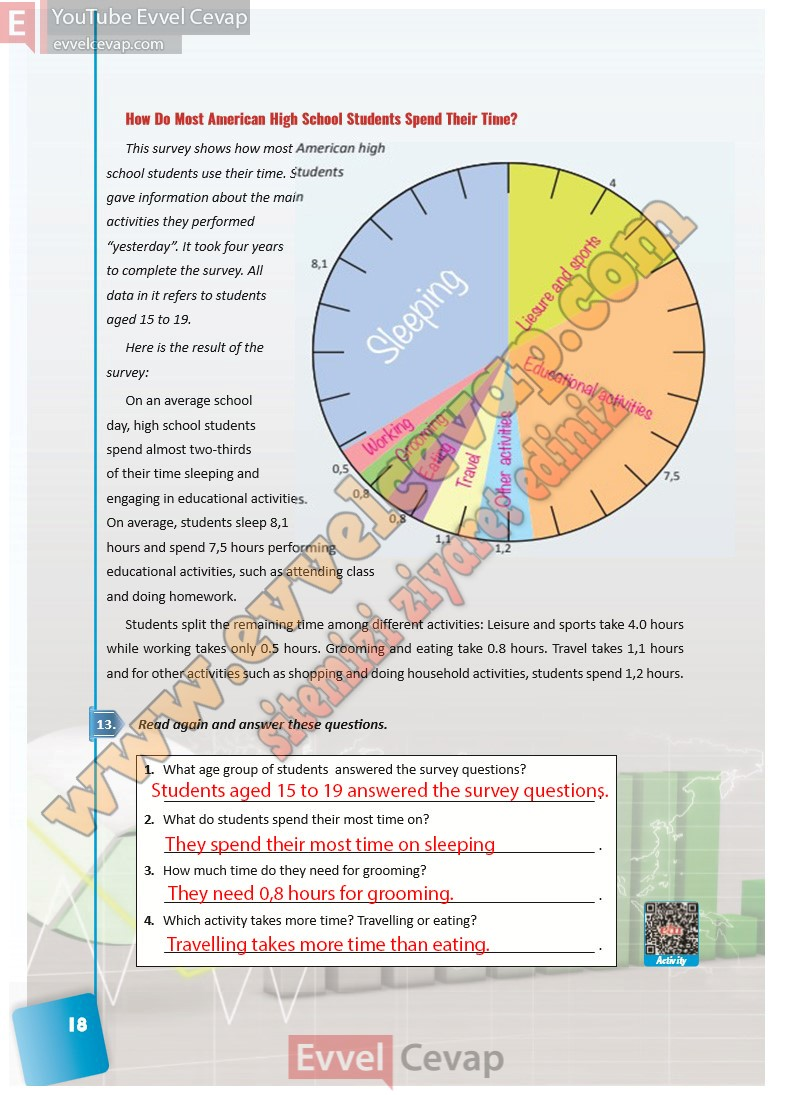 E
YouTube Evvel Cevap
evvelcevap.com
How Do Most American High School Students Spend Their Time?
This survey shows how most American high
school students use their time. Students
gave information about the main
activities they performed
“yesterday”. It took four years
to complete the survey. All
data in it refers to students
aged 15 to 19.
Here is the result of the
survey:
On an average school
day, high school students
spend almost two-thirds
of their time sleeping and
engaging in educational activities.
On average, students sleep 8,1
hours and spend 7,5 hours performing
educational activities, such as attending class
and doing homework.
4
8,1
Sleeping
Liesure and sports
Educational activities
Working
Grooming
Eating
Travel
Other activities
0,5
0,8
0,8
1,1
1,2
7,5
Students split the remaining time among different activities: Leisure and sports take 4.0 hours
while working takes only 0.5 hours. Grooming and eating take 0.8 hours. Travel takes 1,1 hours
and for other activities such as shopping and doing household activities, students spend 1,2 hours.
www.evvelcevap.com
sitemizi ziyaret ediniz
13. Read again and answer these questions.
1. What age group of students answered the survey questions?
Students aged 15 to 19 answered the survey questions.
2. What do students spend their most time on?
They spend their most time on sleeping .
3. How much time do they need for grooming?
They need 0,8 hours for grooming. .
4. Which activity takes more time? Travelling or eating?
Travelling takes more time than eating. .
Activity
18
Evvel Cevap